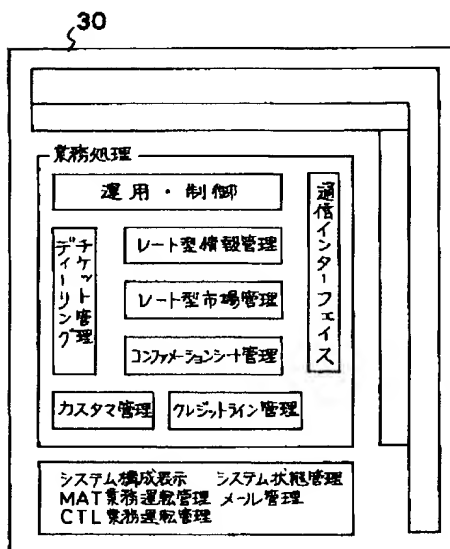 30
業務処理
運用・制御
ディーリング
チケット管理
レート型情報管理
レート型市場管理
コンファメーションシート管理
通信インターフェイス
カスタマ管理
クレジットライン管理
システム構成表示 システム状態管理
MAT業務運転管理 メール管理
CTL業務運転管理